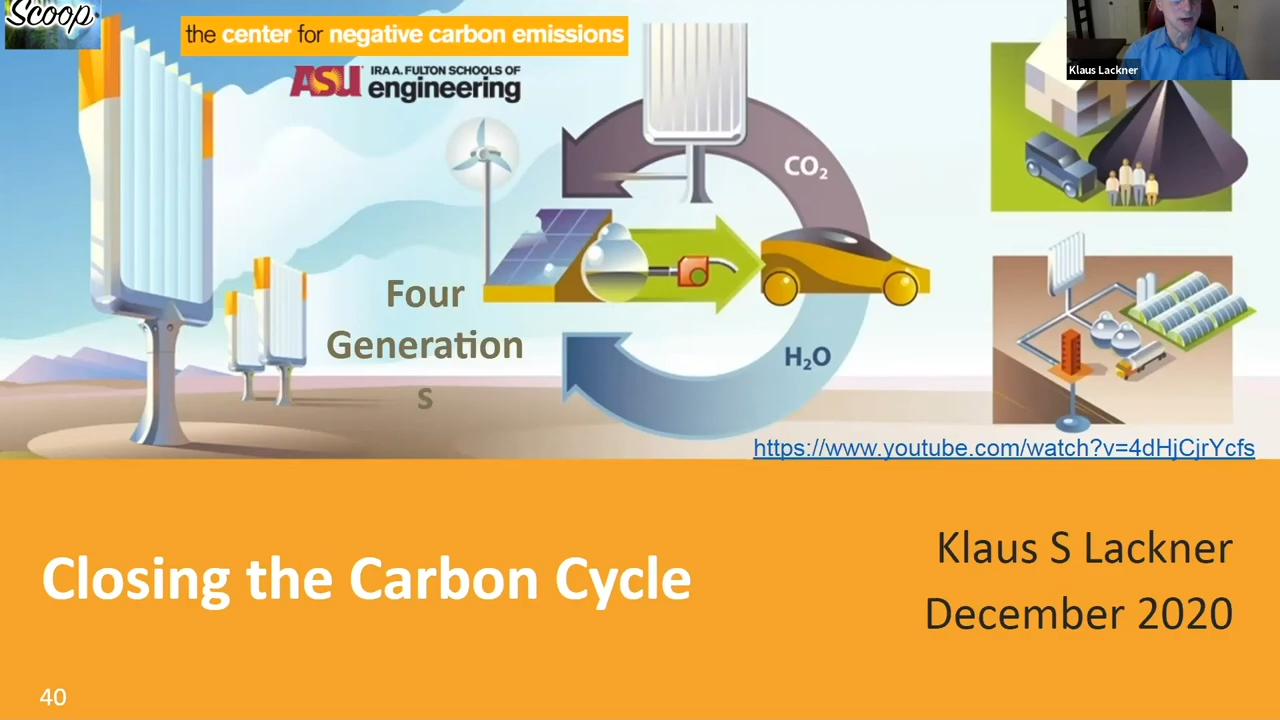 Scoop
the center for negative carbon emissions
ASU IRA A. FULTON SCHOOLS OF
engineering
Klaus Lackner
CO₂
Four
Generation
s
H₂O
https://www.youtube.com/watch?v=4dHjCjrYcfs
Closing the Carbon Cycle
Klaus S Lackner
December 2020
40